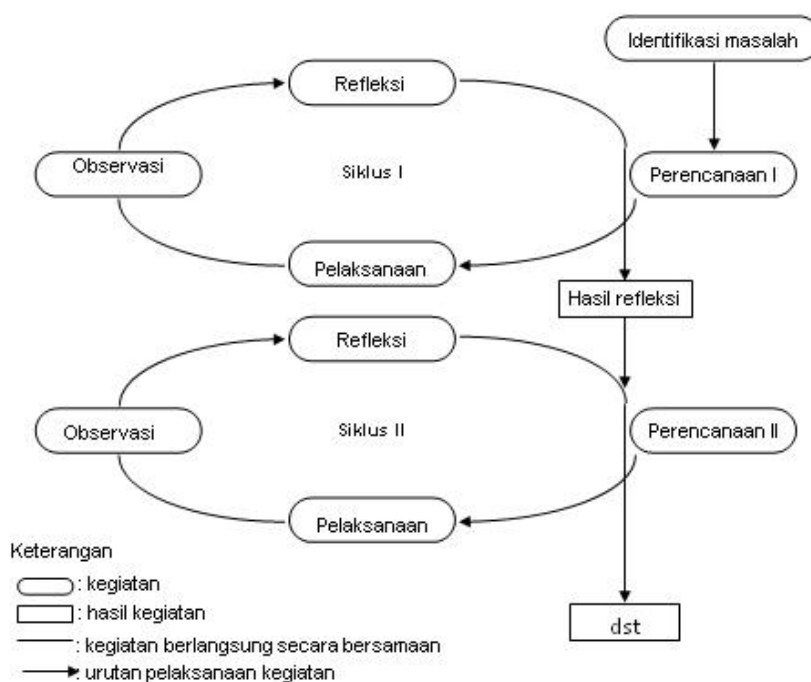 Identifikasi masalah
Refleksi
Observasi
Siklus I
Perencanaan I
Pelaksanaan
Hasil refleksi
Refleksi
Observasi
Siklus II
Perencanaan II
Pelaksanaan
Keterangan
: kegiatan
: hasil kegiatan
dst
: kegiatan berlangsung secara bersamaan
: urutan pelaksanaan kegiatan